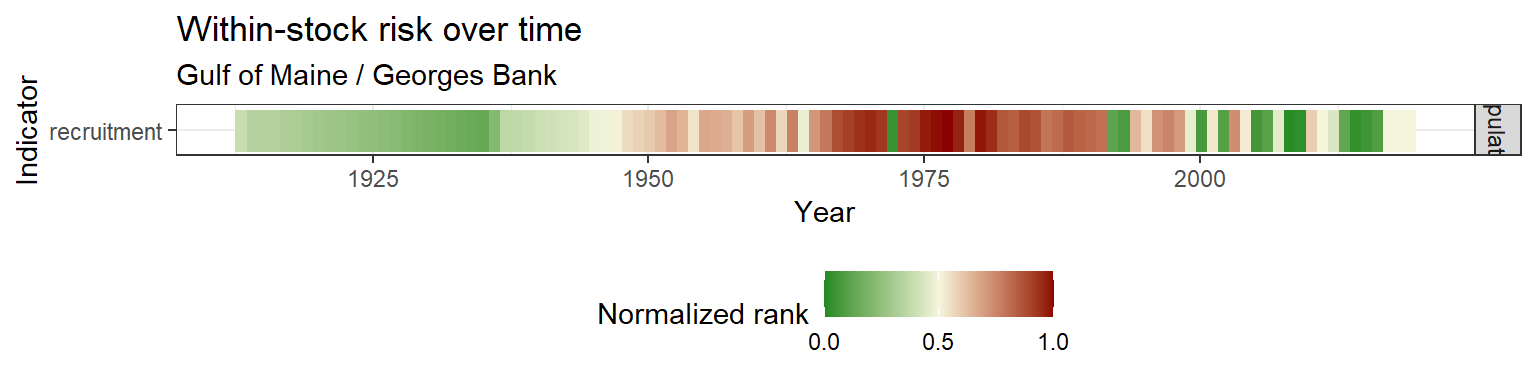 Within-stock risk over time
Gulf of Maine / Georges Bank
Indicator
recruitment
pulat
1925 1950 1975 2000
Year
Normalized rank
0.0 0.5 1.0